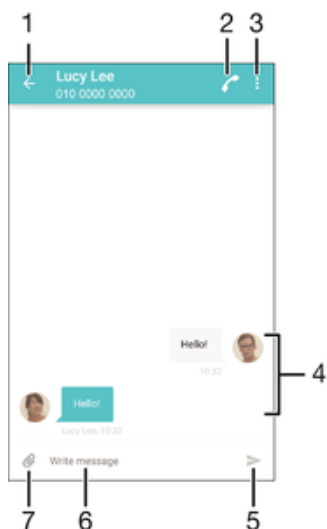 1 2 3
Lucy Lee
010 0000 0000
Hello!
10:32
4
Hello!
Lucy Lee, 10:32
Write message
7 6 5